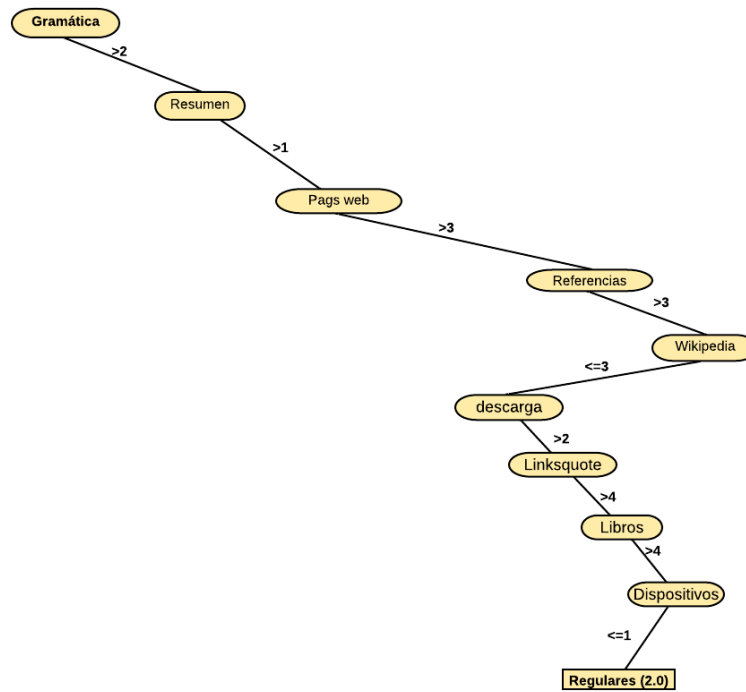 Gramática
>2
Resumen
>1
Pags web
>3
Referencias
>3
Wikipedia
<=3
descarga
>2
Linksquote
>4
Libros
>4
Dispositivos
<=1
Regulares (2.0)